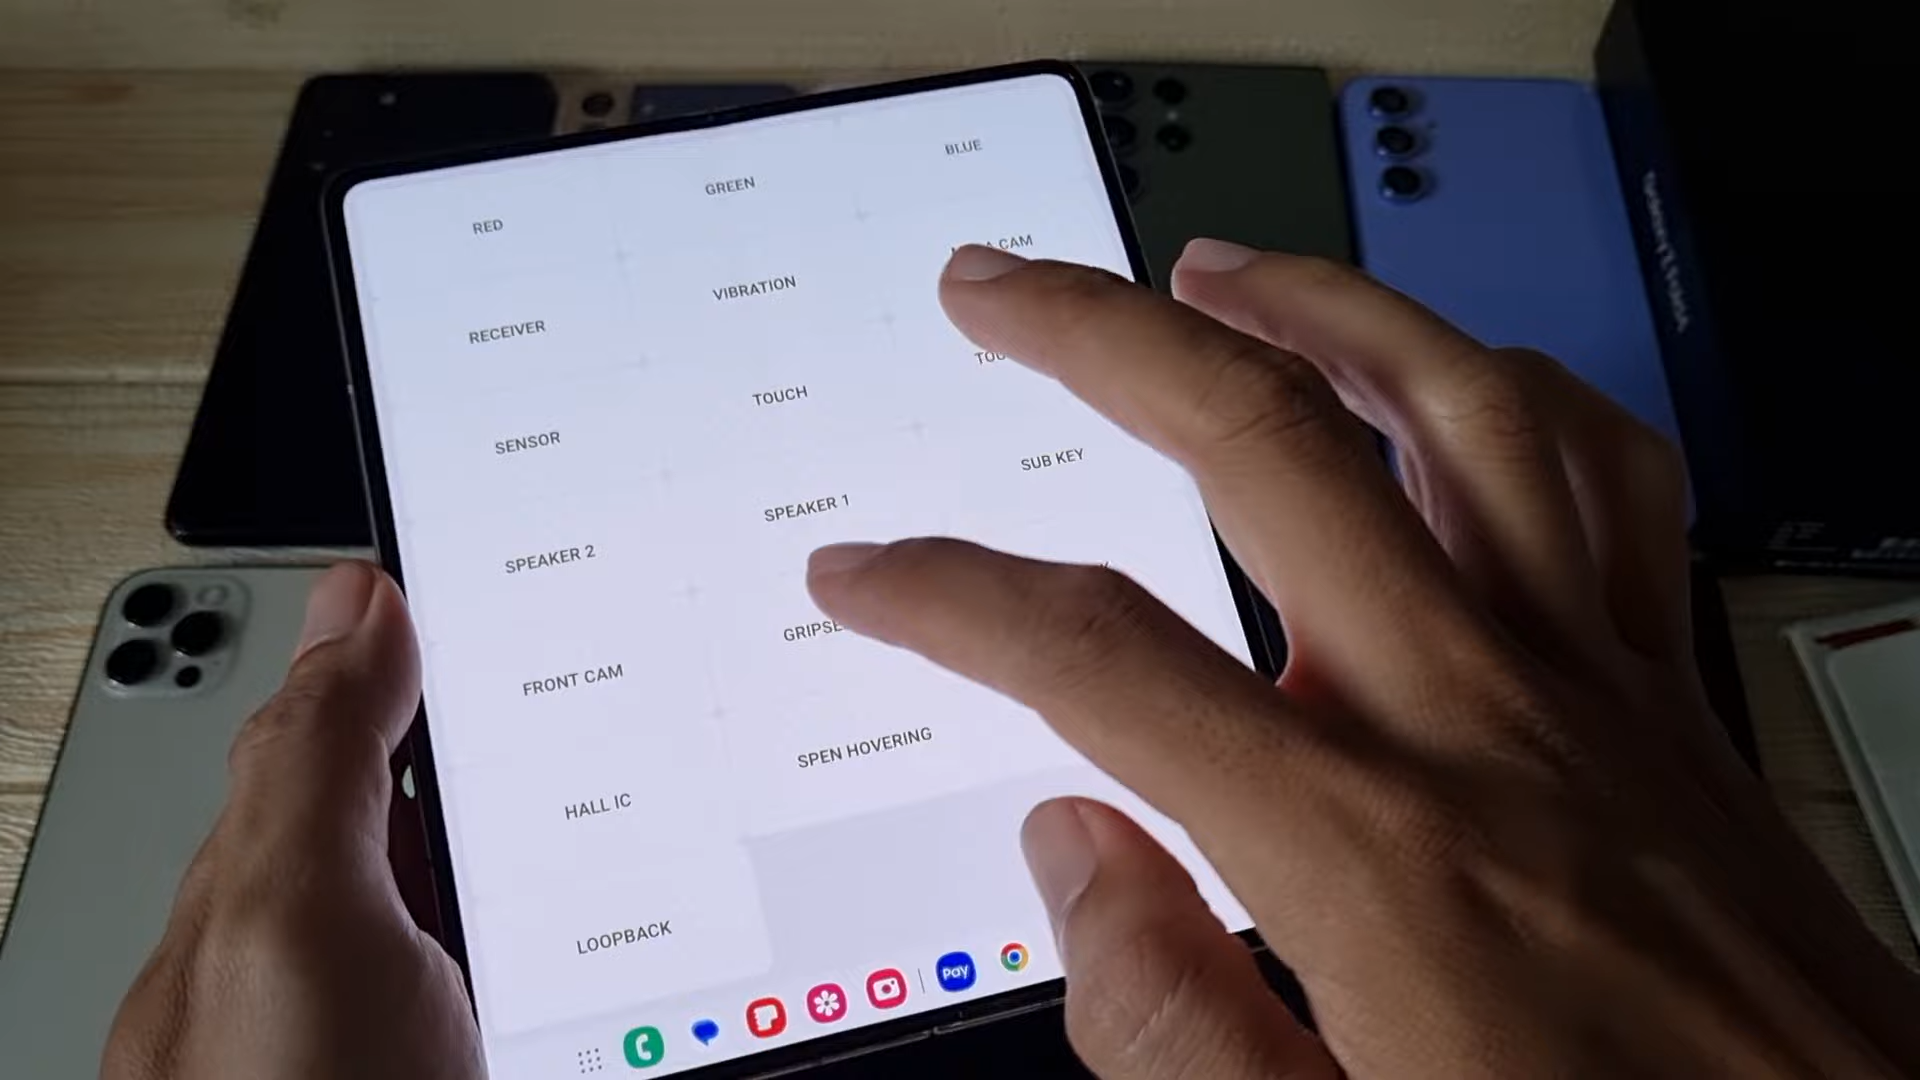 RED
GREEN
BLUE
RECEIVER
VIBRATION
CAM
SENSOR
TOUCH
SPEAKER 2
SPEAKER 1
SUB KEY
FRONT CAM
HALL IC
SPEN HOVERING
LOOPBACK
Pay